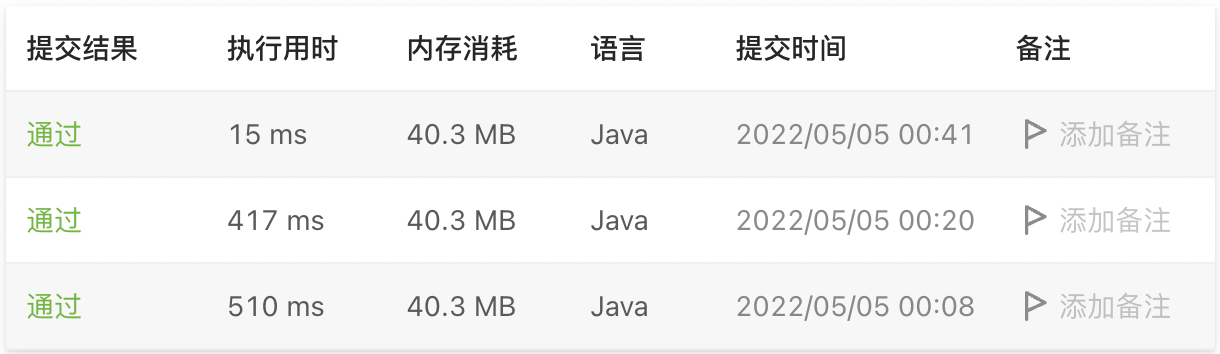 提交结果 执行用时 内存消耗 语言 提交时间 备注
通过 15 ms 40.3 MB Java 2022/05/05 00:41 添加备注
通过 417 ms 40.3 MB Java 2022/05/05 00:20 添加备注
通过 510 ms 40.3 MB Java 2022/05/05 00:08 添加备注